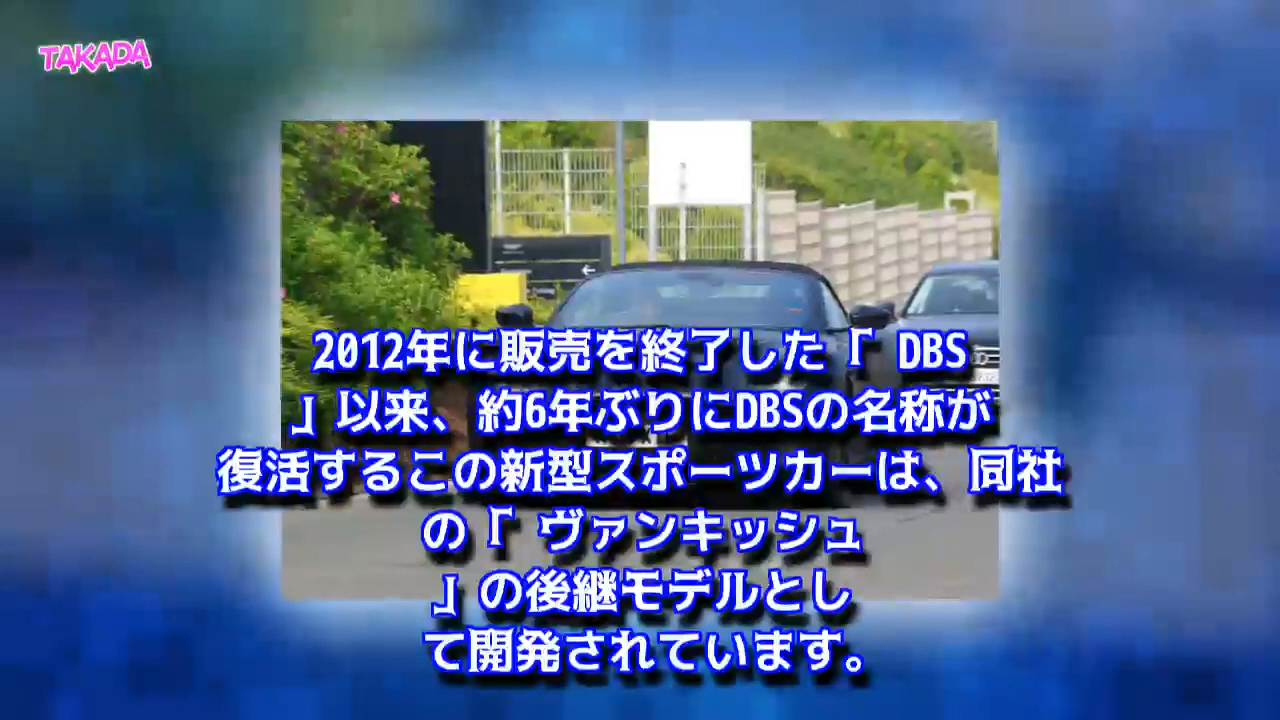 TAKADA
2012年に販売を終了した『 DBS
』以来、約6年ぶりにDBSの名称が
復活するこの新型スポーツカーは、同社
の『 ヴァンキッシュ
』の後継モデルとし
て開発されています。